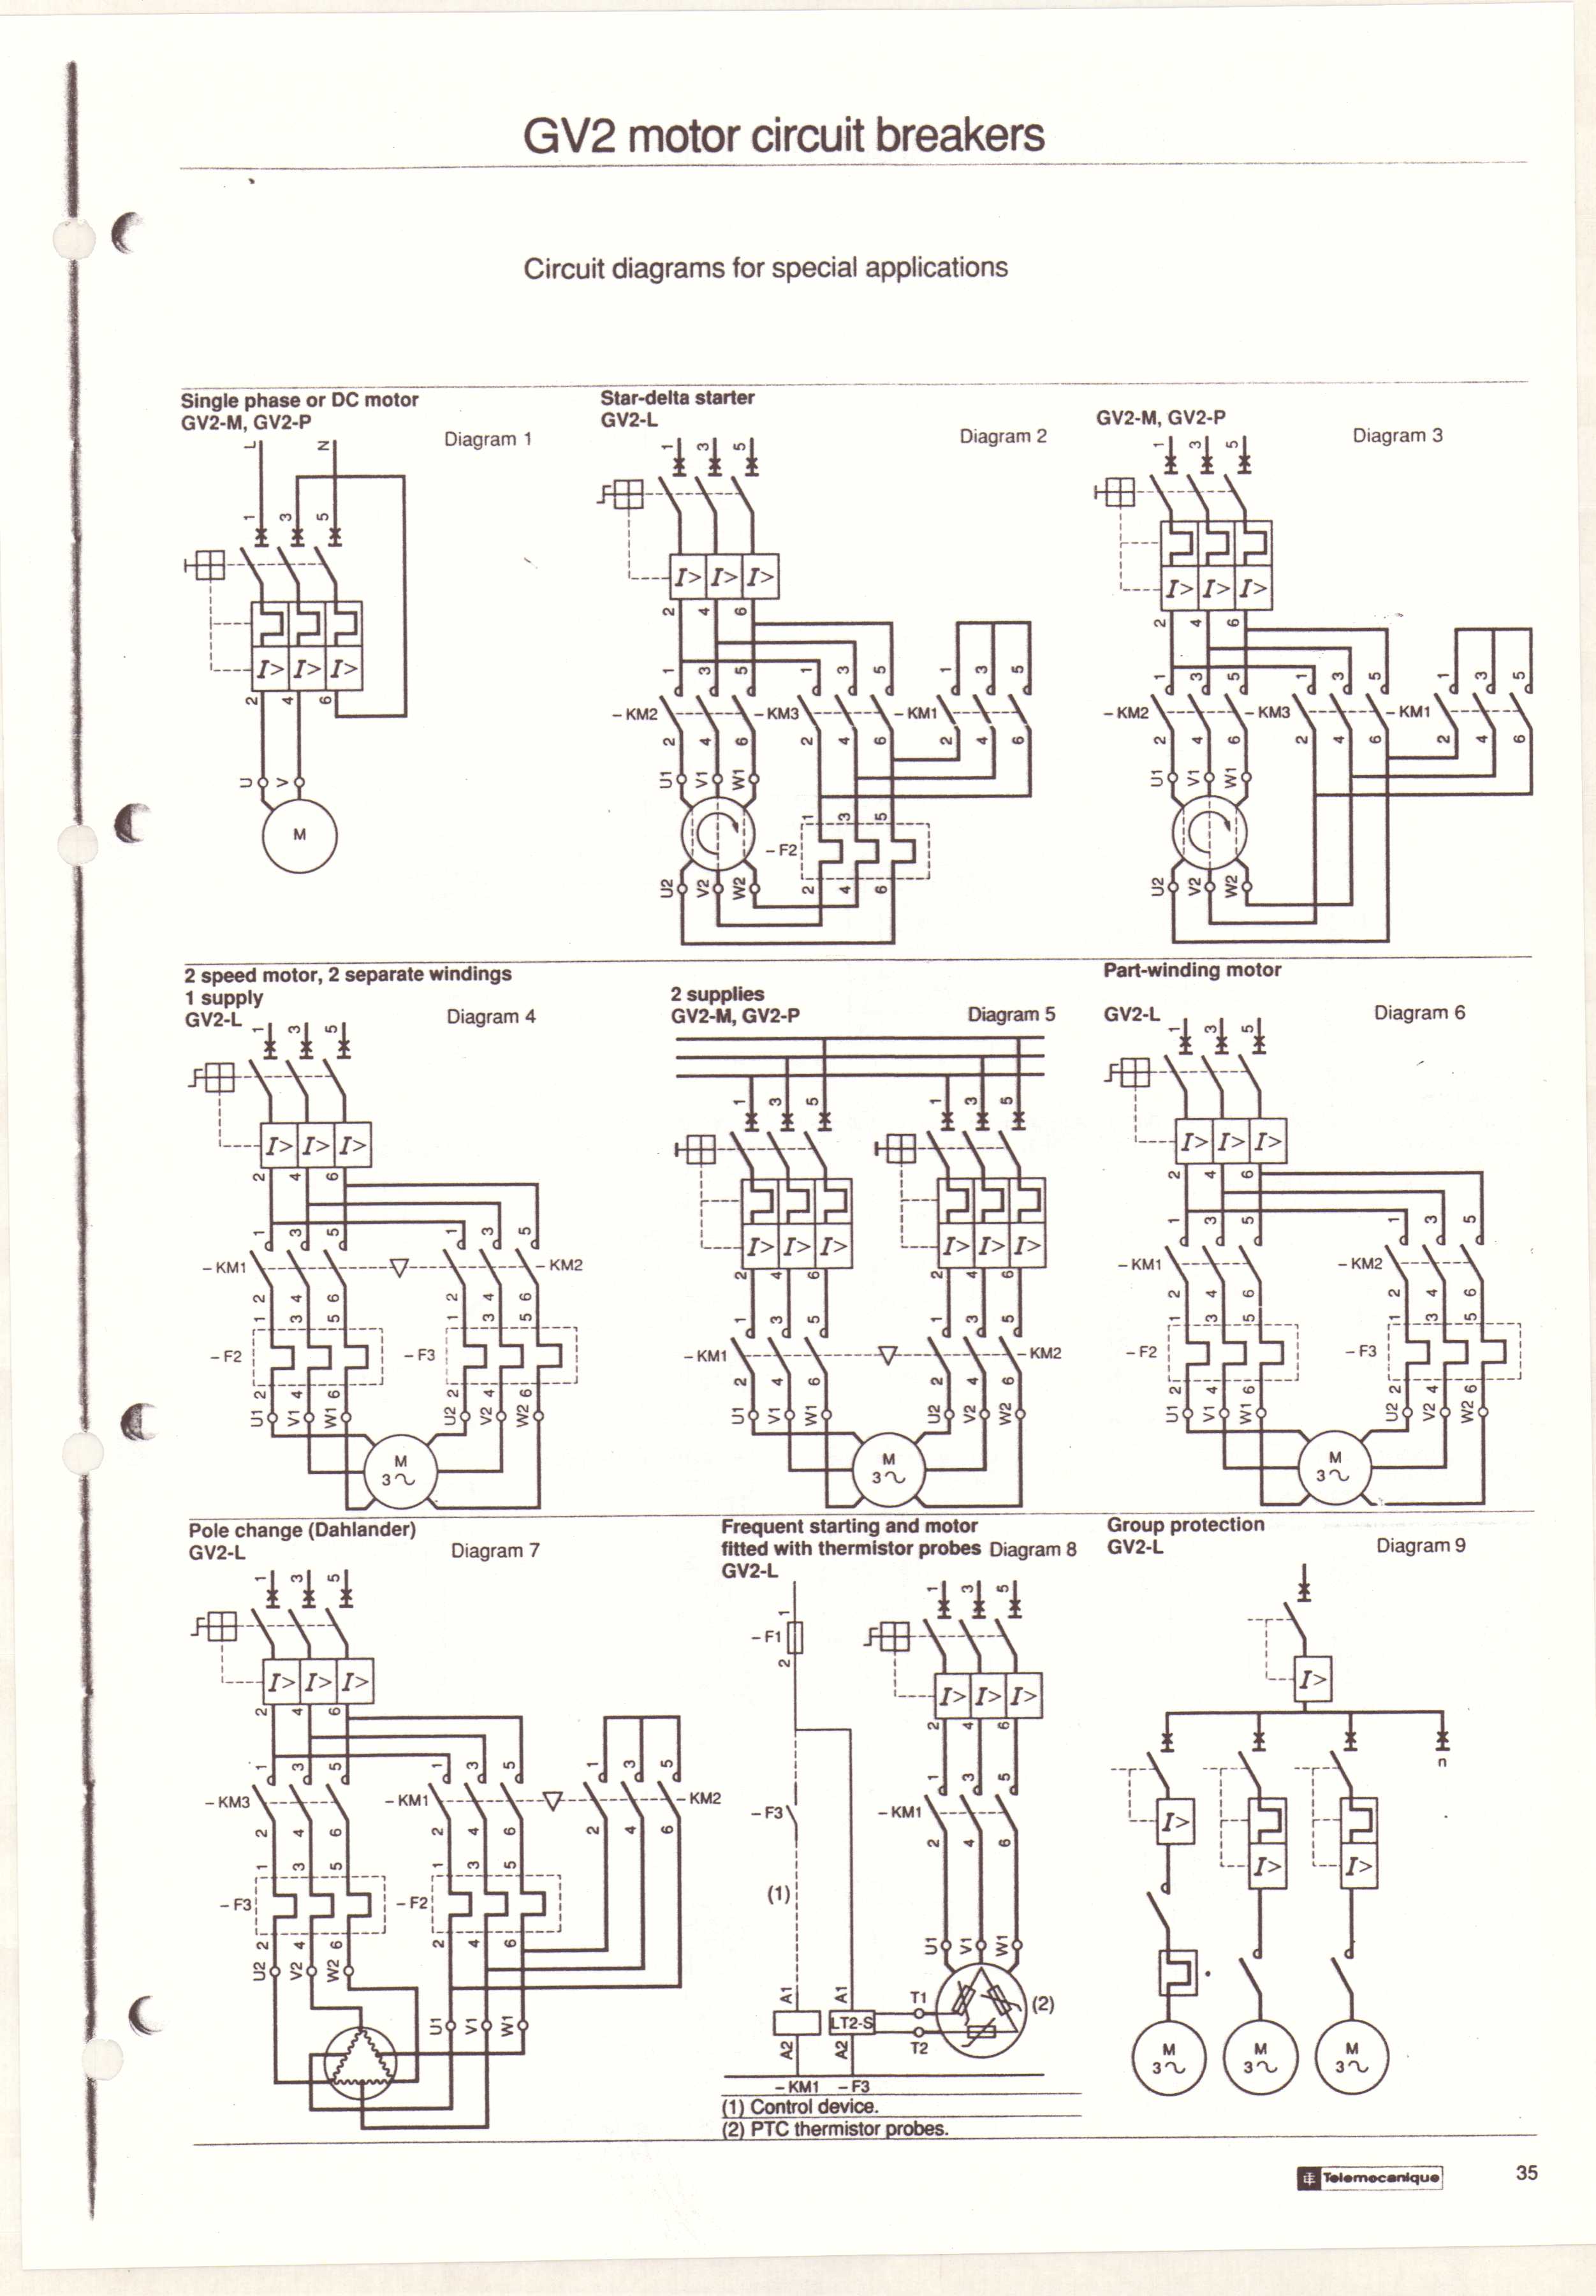 GV2 motor circuit breakers
Circuit diagrams for special applications
Single phase or DC motor
GV2-M, GV2-P
Diagram 1
L
N
1 3 5
I> I> I>
2 4 6
U V
M
Star-delta starter
GV2-L
Diagram 2
1 3 5
I> I> I>
2 4 6
1 3 5 1 3 5 1 3 5
- KM2 - KM3 - KM1
2 4 6 2 4 6 2 4 6
U1 V1 W1
1 3 5
- F2
2 4 6
U2 V2 W2
GV2-M, GV2-P
Diagram 3
1 3 5
I> I> I>
2 4 6
1 3 5 1 3 5 1 3 5
- KM2 - KM3 - KM1
2 4 6 2 4 6 2 4 6
U1 V1 W1
U2 V2 W2
2 speed motor, 2 separate windings
1 supply
GV2-L
Diagram 4
1 3 5
I> I> I>
2 4 6
1 3 5 1 3 5
- KM1 - KM2
2 4 6 2 4 6
1 3 5 1 3 5
- F2 - F3
2 4 6 2 4 6
U1 V1 W1 U2 V2 W2
M
3~
2 supplies
GV2-M, GV2-P
Diagram 5
1 3 5 1 3 5
I> I> I> I> I> I>
2 4 6 2 4 6
1 3 5 1 3 5
- KM1 - KM2
2 4 6 2 4 6
U1 V1 W1 U2 V2 W2
M
3~
Part-winding motor
GV2-L
Diagram 6
1 3 5
I> I> I>
2 4 6
1 3 5 1 3 5
- KM1 - KM2
2 4 6 2 4 6
1 3 5 1 3 5
- F2 - F3
2 4 6 2 4 6
U1 V1 W1 U2 V2 W2
M
3~
Pole change (Dahlander)
GV2-L
Diagram 7
1 3 5
I> I> I>
2 4 6
1 3 5 1 3 5 1 3 5
- KM3 - KM1 - KM2
2 4 6 2 4 6 2 4 6
1 3 5 1 3 5
- F3 - F2
2 4 6 2 4 6
U2 V2 W2
U1 V1 W1
Frequent starting and motor
fitted with thermistor probes Diagram 8
GV2-L
1
- F1
2
1 3 5
I> I> I>
2 4 6
1 3 5
- F3
- KM1
2 4 6
(1)
U1 V1 W1
A1 A1
T1
(2)
LT2-S
T2
A2 A2
- KM1 - F3
(1) Control device.
(2) PTC thermistor probes.
Group protection
GV2-L
Diagram 9
I>
n
I>
I> I>
M M M
3~ 3~ 3~
Telemecanique
35